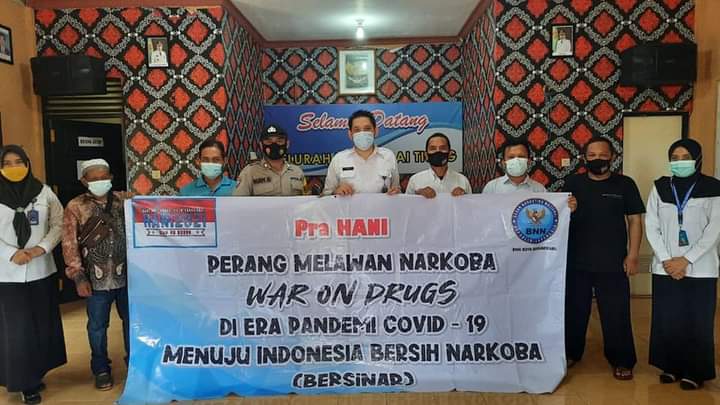 Selamat Datang
Pra HANI
HANI2021
BNN
PERANG MELAWAN NARKOBA
WAR ON DRUGS
DI ERA PANDEMI COVID - 19
MENUJU INDONESIA BERSIH NARKOBA
(BERSINAR)